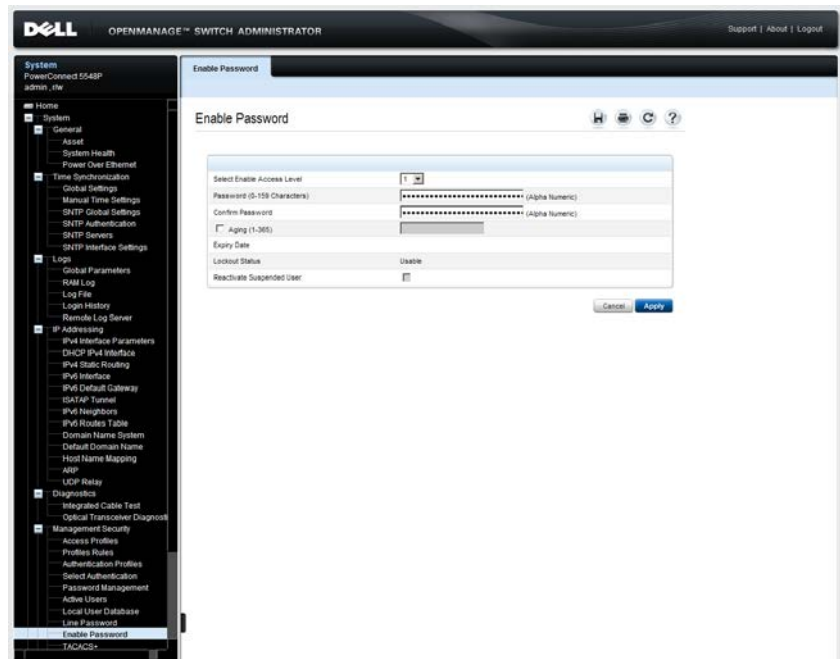 DELL OPENMANAGE™ SWITCH ADMINISTRATOR
Support | About | Logout
System
PowerConnect 5548P
admin ,r/w
Home
System
General
Asset
System Health
Power Over Ethernet
Time Synchronization
Global Settings
Manual Time Settings
SNTP Global Settings
SNTP Authentication
SNTP Servers
SNTP Interface Settings
Logs
Global Parameters
RAM Log
Log File
Login History
Remote Log Server
IP Addressing
IPv4 Interface Parameters
DHCP IPv4 Interface
IPv4 Static Routing
IPv6 Interface
IPv6 Default Gateway
ISATAP Tunnel
IPv6 Neighbors
IPv6 Routes Table
Domain Name System
Default Domain Name
Host Name Mapping
ARP
UDP Relay
Diagnostics
Integrated Cable Test
Optical Transceiver Diagnosti
Management Security
Access Profiles
Profiles Rules
Authentication Profiles
Select Authentication
Password Management
Active Users
Local User Database
Line Password
Enable Password
TACACS+
Enable Password
Enable Password
Select Enable Access Level 1
Password (0-159 Characters) (Alpha Numeric)
Confirm Password (Alpha Numeric)
Aging (1-365)
Expiry Date
Lockout Status Usable
Reactivate Suspended User
Cancel Apply